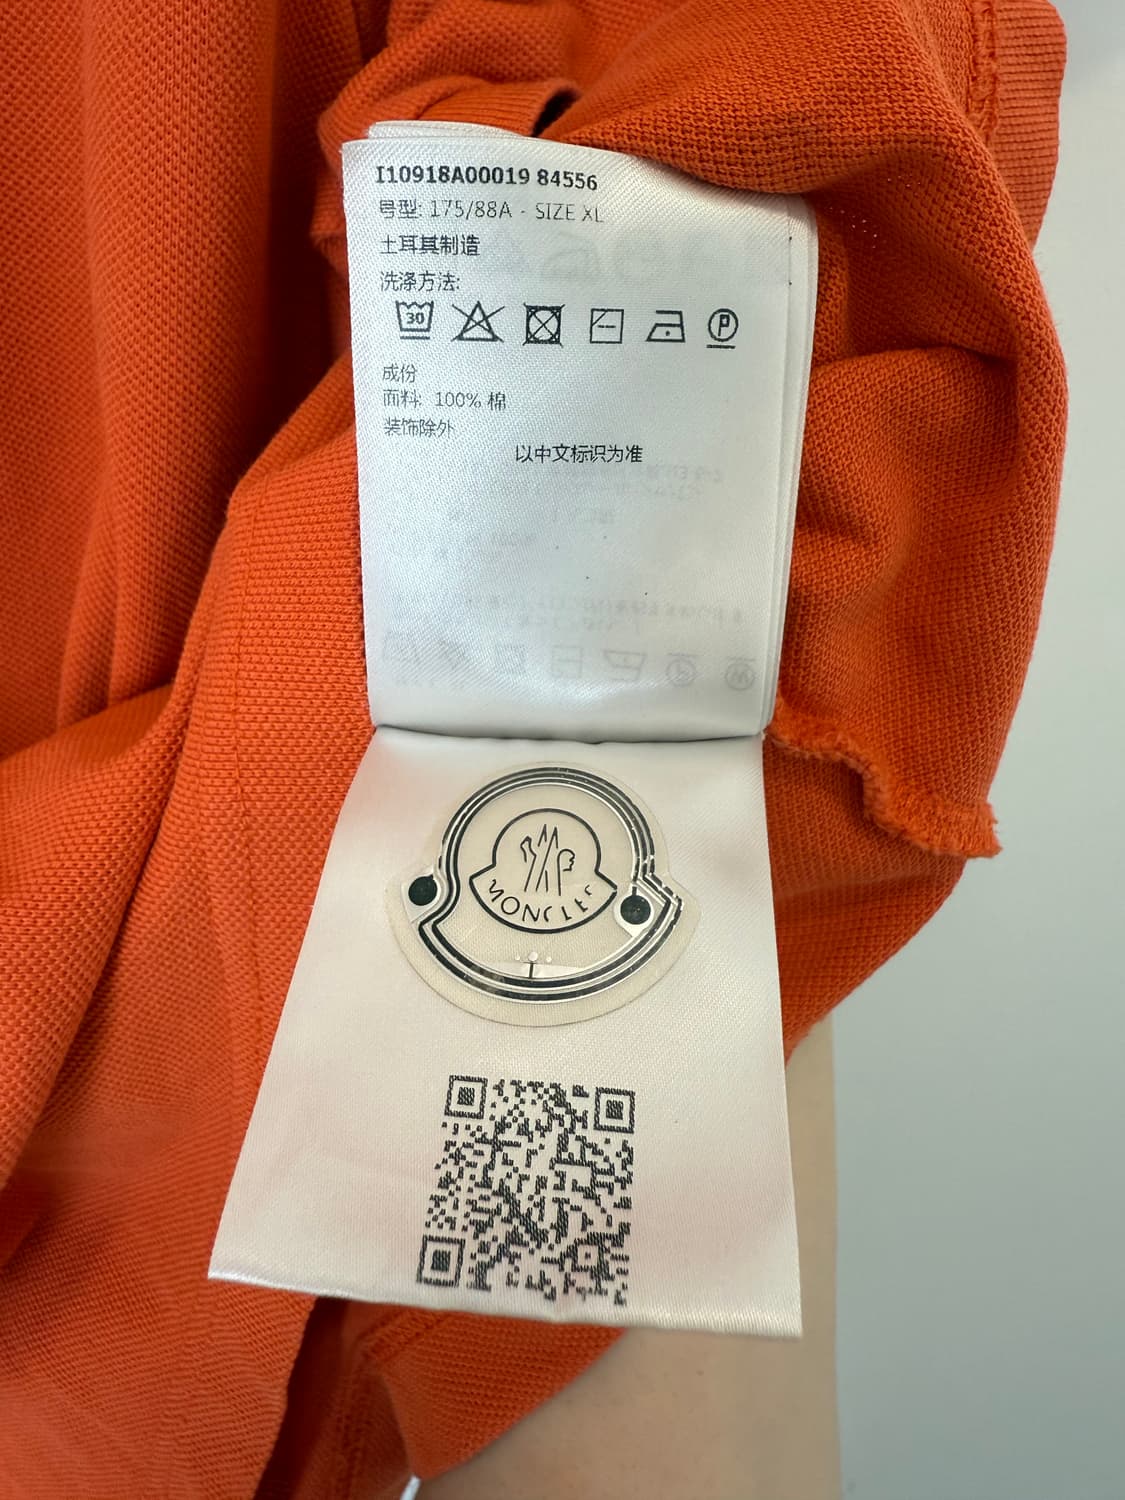 I10918A00019 84556
号型: 175/88A - SIZE XL
土耳其制造
洗涤方法:
30
P
成份
面料: 100% 棉
装饰除外
以中文标识为准
MONCLER